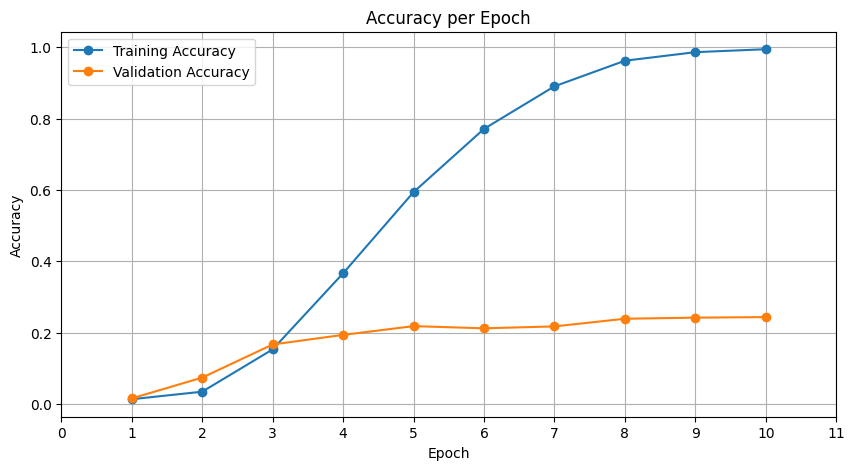 Accuracy per Epoch
Training Accuracy
Validation Accuracy
1.0
0.8
0.6
0.4
0.2
0.0
Accuracy
0 1 2 3 4 5 6 7 8 9 10 11
Epoch